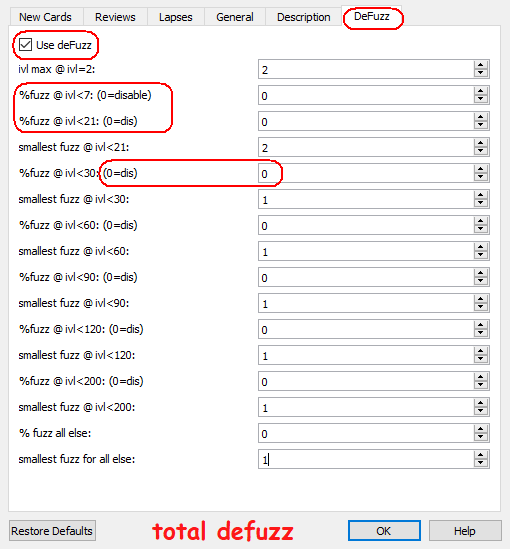 New Cards Reviews Lapses General Description DeFuzz
Use deFuzz
ivl max @ ivl=2: 2
%fuzz @ ivl<7: (0=disable) 0
%fuzz @ ivl<21: (0=dis) 0
smallest fuzz @ ivl<21: 2
%fuzz @ ivl<30: (0=dis) 0
smallest fuzz @ ivl<30: 1
%fuzz @ ivl<60: (0=dis) 0
smallest fuzz @ ivl<60: 1
%fuzz @ ivl<90: (0=dis) 0
smallest fuzz @ ivl<90: 1
%fuzz @ ivl<120: (0=dis) 0
smallest fuzz @ ivl<120: 1
%fuzz @ ivl<200: (0=dis) 0
smallest fuzz @ ivl<200: 1
% fuzz all else: 0
smallest fuzz for all else: 1
Restore Defaults total defuzz OK Help